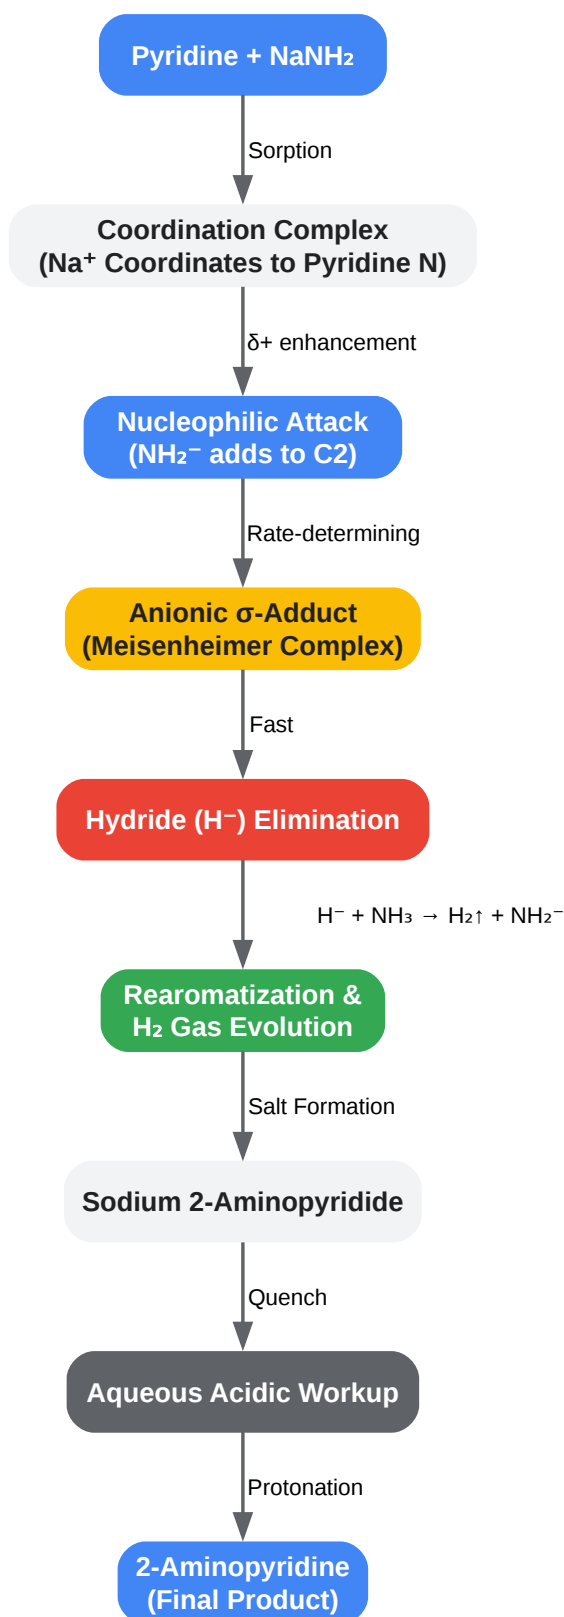 Pyridine + NaNH₂
Sorption
Coordination Complex
(Na⁺ Coordinates to Pyridine N)
δ+ enhancement
Nucleophilic Attack
(NH₂⁻ adds to C2)
Rate-determining
Anionic σ-Adduct
(Meisenheimer Complex)
Fast
Hydride (H⁻) Elimination
H⁻ + NH₃ → H₂↑ + NH₂⁻
Rearomatization &
H₂ Gas Evolution
Salt Formation
Sodium 2-Aminopyridide
Quench
Aqueous Acidic Workup
Protonation
2-Aminopyridine
(Final Product)